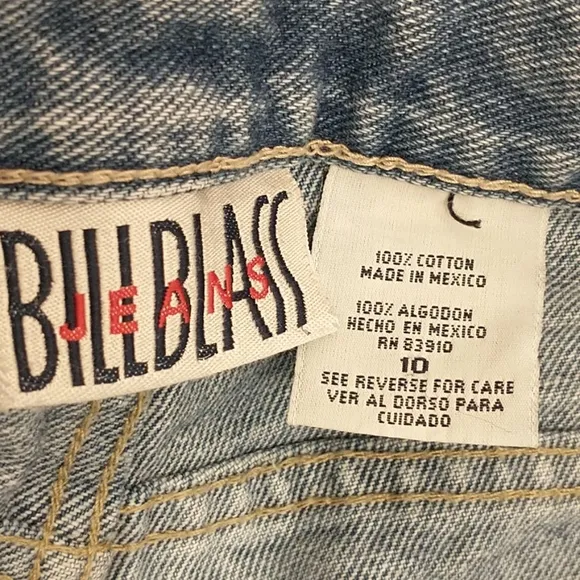 BILL BLASS
JEANS
100% COTTON
MADE IN MEXICO
100% ALGODON
HECHO EN MEXICO
RN 83910
10
SEE REVERSE FOR CARE
VER AL DORSO PARA
CUIDADO